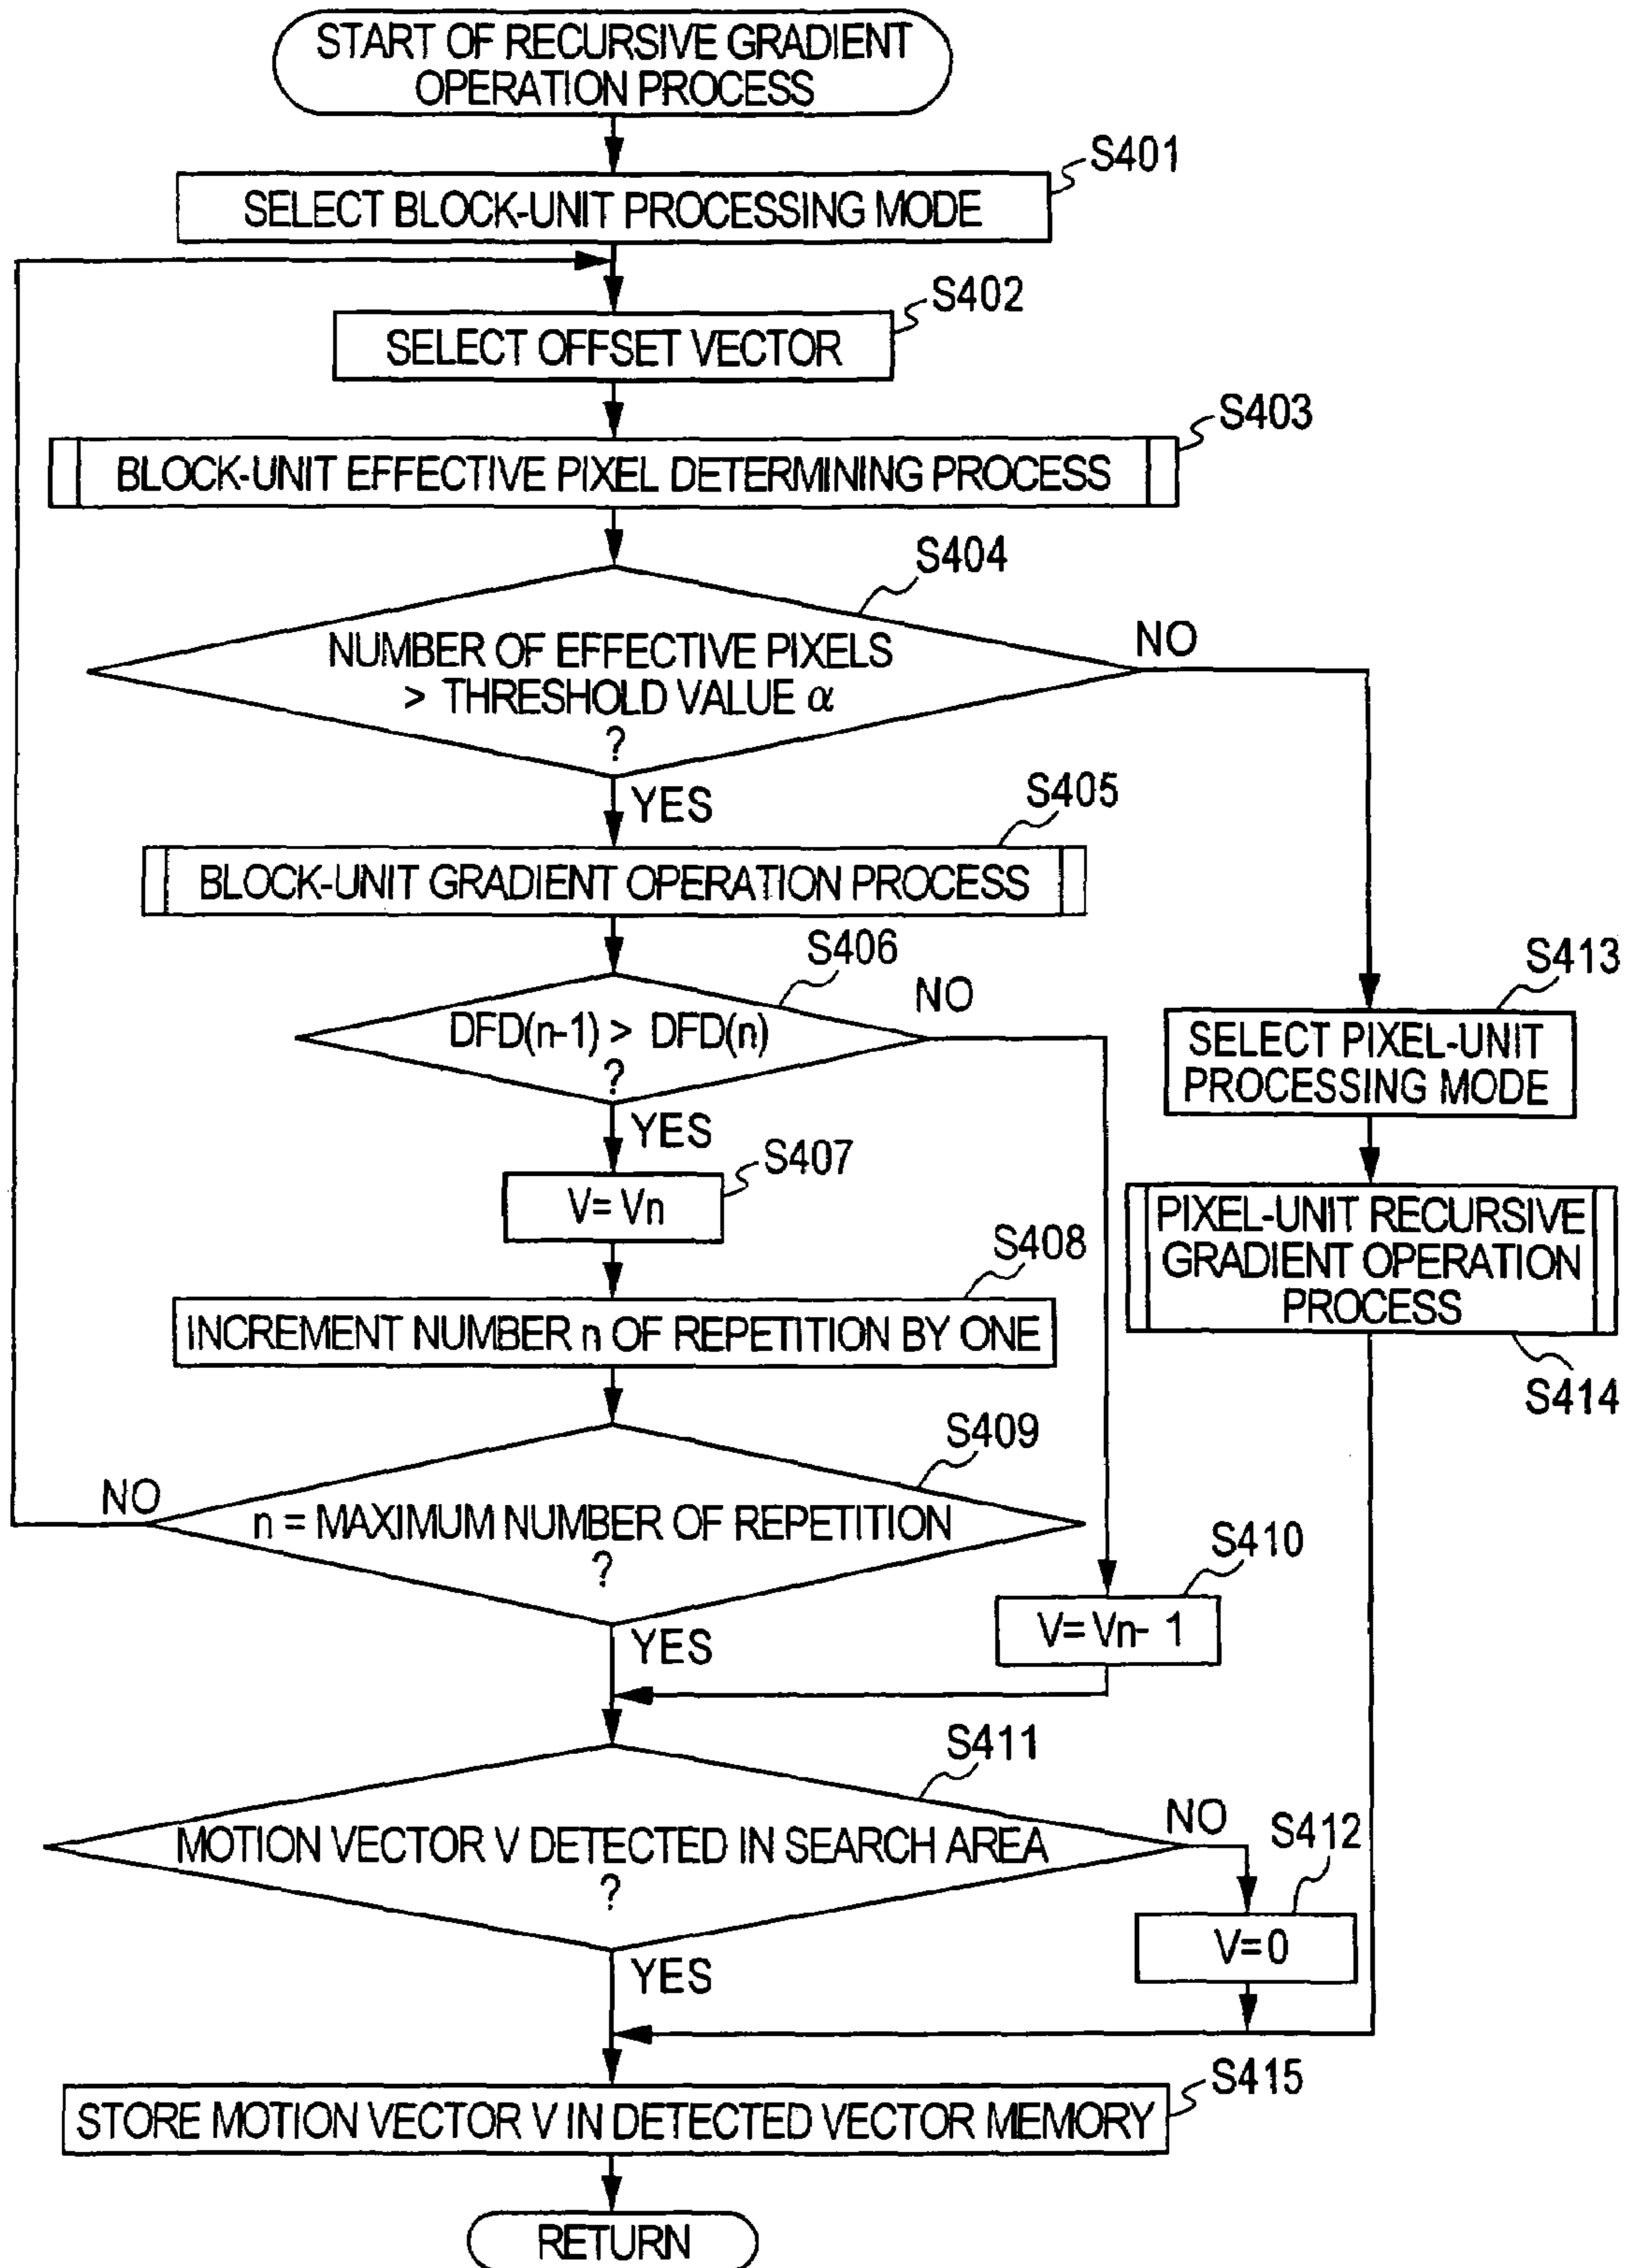 START OF RECURSIVE GRADIENT
OPERATION PROCESS
S401
SELECT BLOCK-UNIT PROCESSING MODE
S402
SELECT OFFSET VECTOR
S403
BLOCK-UNIT EFFECTIVE PIXEL DETERMINING PROCESS
S404
NUMBER OF EFFECTIVE PIXELS
> THRESHOLD VALUE α
?
NO
YES
S405
BLOCK-UNIT GRADIENT OPERATION PROCESS
S406
DFD(n-1) > DFD(n)
?
NO
YES
S407
V= Vn
S408
INCREMENT NUMBER n OF REPETITION BY ONE
S409
n = MAXIMUM NUMBER OF REPETITION
?
NO
YES
S410
V= Vn- 1
S411
MOTION VECTOR V DETECTED IN SEARCH AREA
?
NO
YES
S412
V=0
S413
SELECT PIXEL-UNIT
PROCESSING MODE
PIXEL-UNIT RECURSIVE
GRADIENT OPERATION
PROCESS
S414
S415
STORE MOTION VECTOR V IN DETECTED VECTOR MEMORY
RETURN